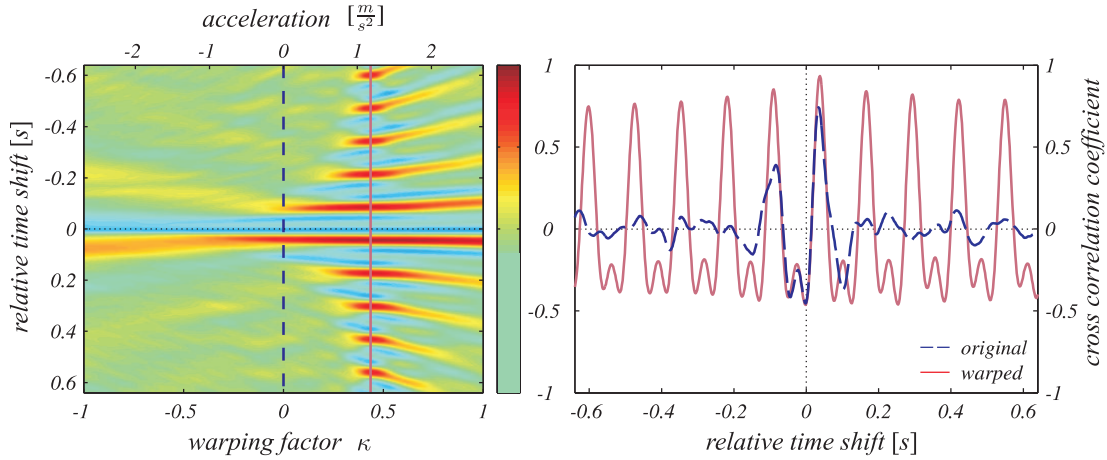 acceleration [m/s²]
-2 -1 0 1 2
-0.6
-0.4
-0.2
0
0.2
0.4
0.6
relative time shift [s]
-1 -0.5 0 0.5 1
warping factor κ
1
0.5
0
-0.5
-1
1
0.5
0
-0.5
-1
cross correlation coefficient
original
warped
-0.6 -0.4 -0.2 0 0.2 0.4 0.6
relative time shift [s]